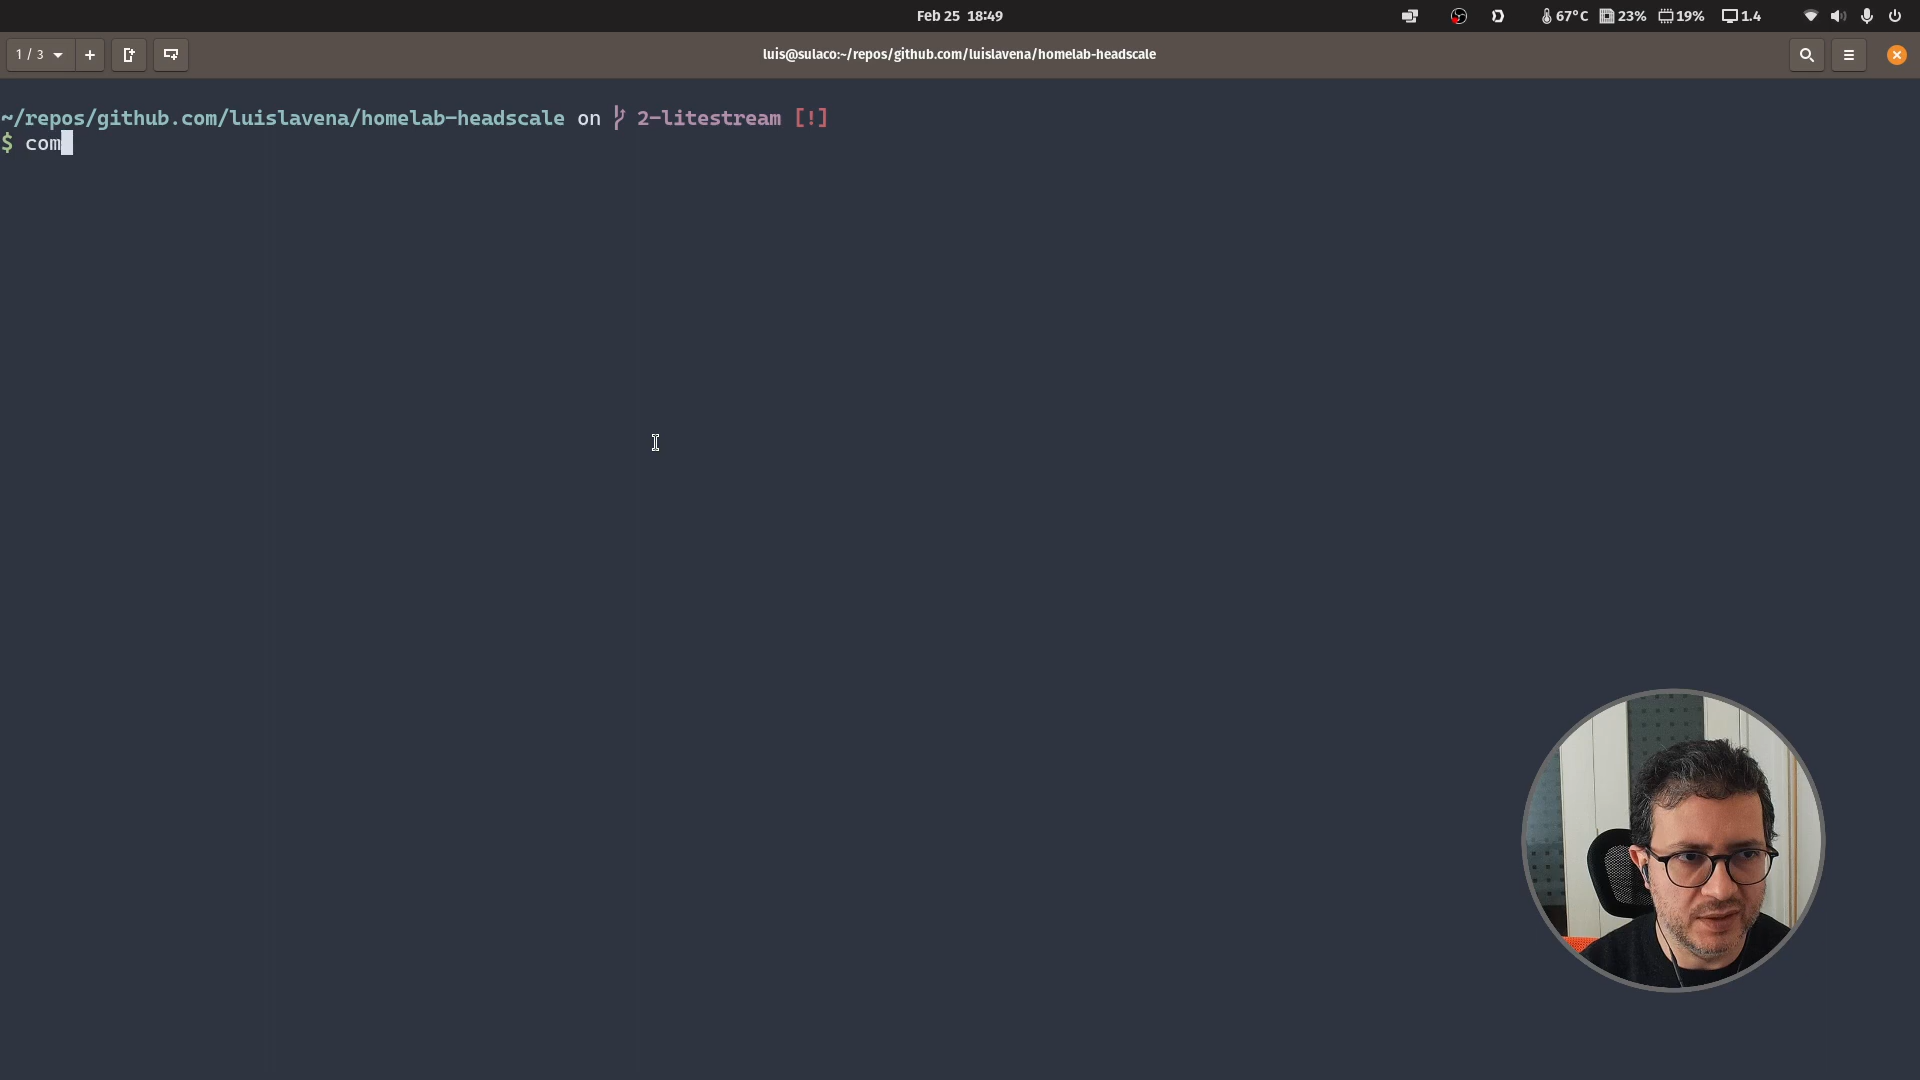 Feb 25 18:49
67°C 23% 19% 1.4
1 / 3
luis@sulaco:~/repos/github.com/luislavena/homelab-headscale
~/repos/github.com/luislavena/homelab-headscale on 2-litestream [!]
$ com